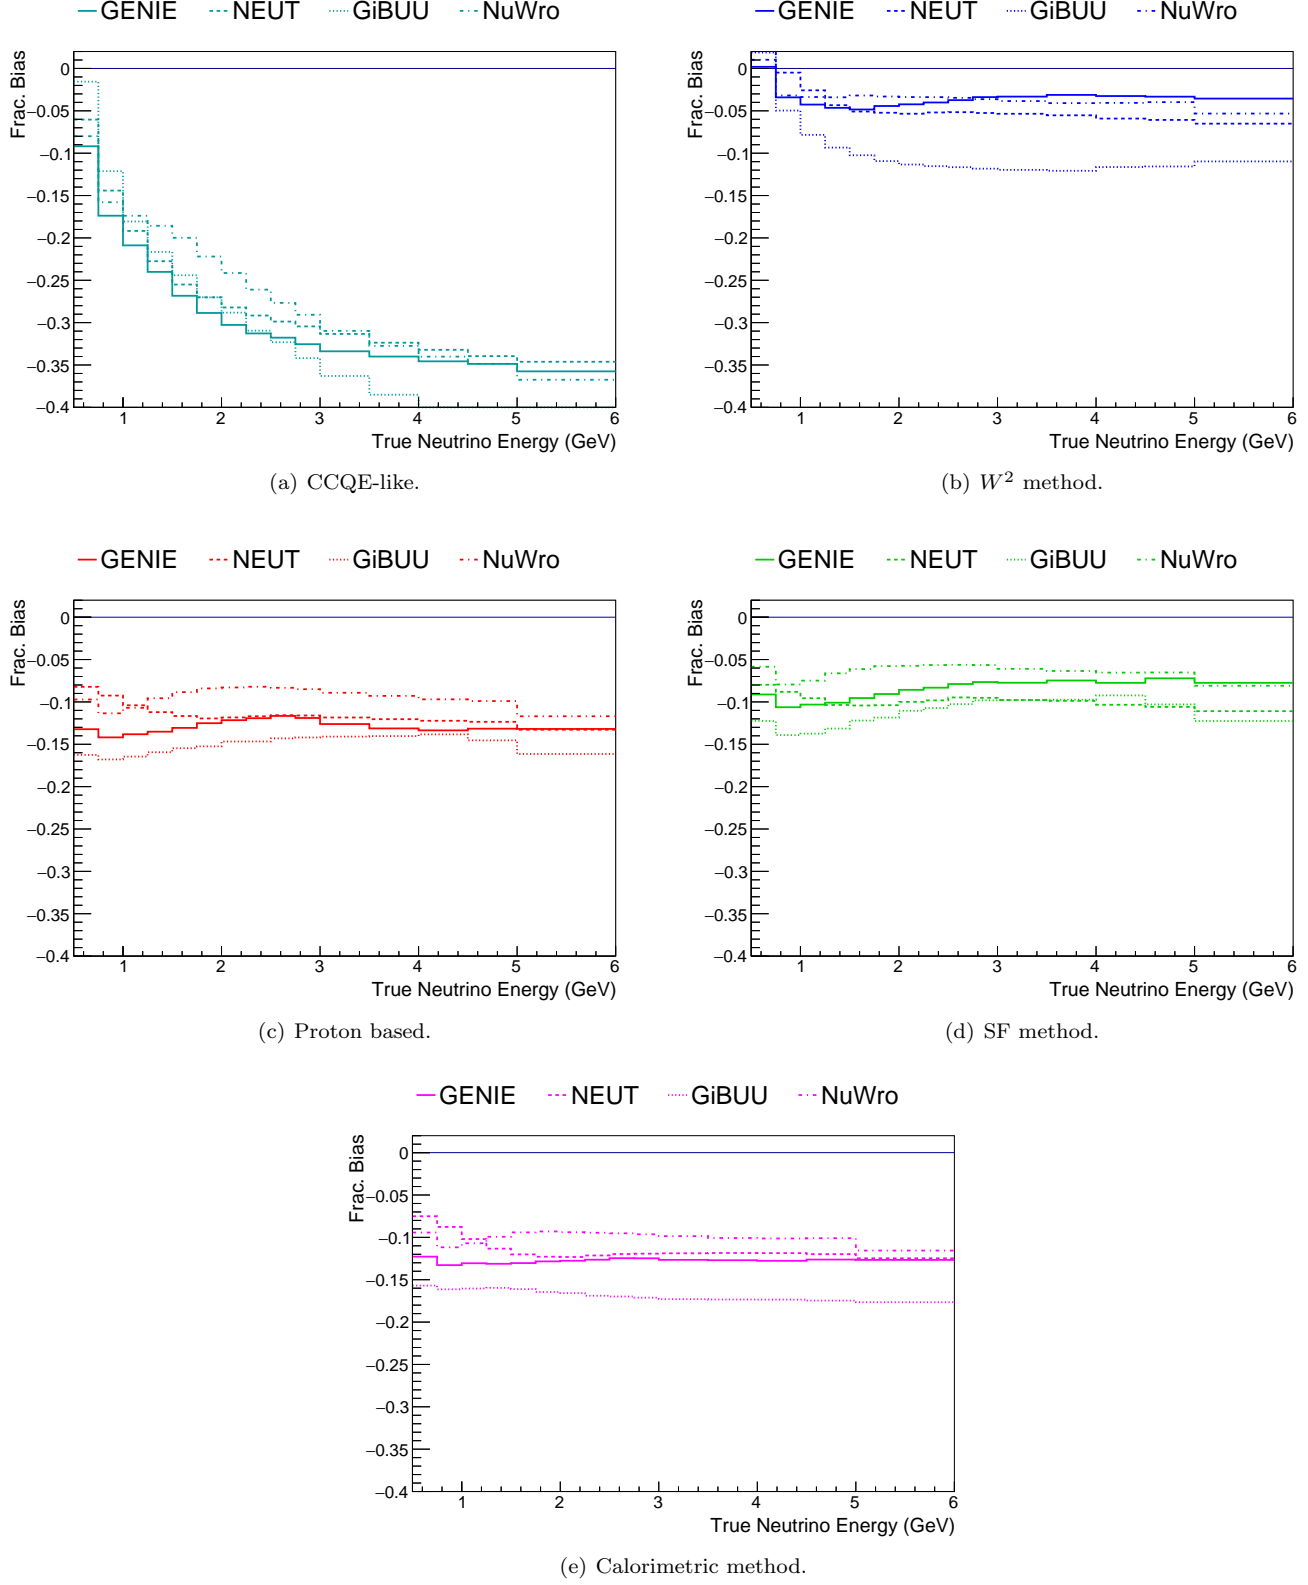 GENIE NEUT GiBUU NuWro
Frac. Bias
0
−0.05
−0.1
−0.15
−0.2
−0.25
−0.3
−0.35
−0.4
1 2 3 4 5 6
True Neutrino Energy (GeV)
(a) CCQE-like.
GENIE NEUT GiBUU NuWro
Frac. Bias
0
−0.05
−0.1
−0.15
−0.2
−0.25
−0.3
−0.35
−0.4
1 2 3 4 5 6
True Neutrino Energy (GeV)
(b) W² method.
GENIE NEUT GiBUU NuWro
Frac. Bias
0
−0.05
−0.1
−0.15
−0.2
−0.25
−0.3
−0.35
−0.4
1 2 3 4 5 6
True Neutrino Energy (GeV)
(c) Proton based.
GENIE NEUT GiBUU NuWro
Frac. Bias
0
−0.05
−0.1
−0.15
−0.2
−0.25
−0.3
−0.35
−0.4
1 2 3 4 5 6
True Neutrino Energy (GeV)
(d) SF method.
GENIE NEUT GiBUU NuWro
Frac. Bias
0
−0.05
−0.1
−0.15
−0.2
−0.25
−0.3
−0.35
−0.4
1 2 3 4 5 6
True Neutrino Energy (GeV)
(e) Calorimetric method.